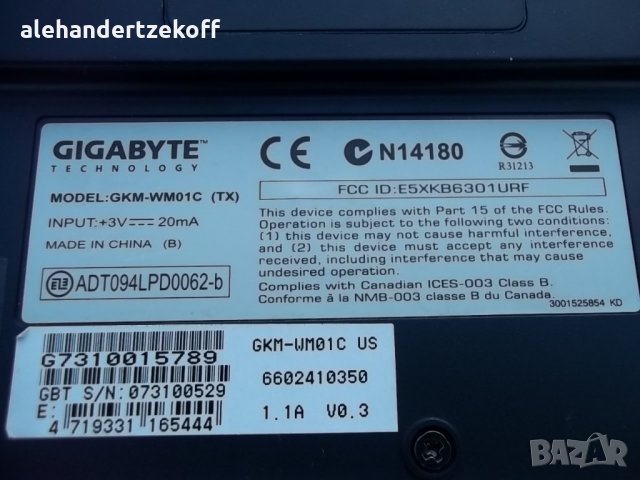 alehandertzekoff
GIGABYTE™
TECHNOLOGY
MODEL:GKM-WM01C (TX)
INPUT:+3V⎓ 20mA
MADE IN CHINA (B)
ADT094LPD0062-b
CE N14180
R31213
FCC ID:E5XKB6301URF
This device complies with Part 15 of the FCC Rules.
Operation is subject to the following two conditions:
(1) this device may not cause harmful interference,
and (2) this device must accept any interference
received, including interference that may cause
undesired operation.
Complies with Canadian ICES-003 Class B.
Conforme à la NMB-003 classe B du Canada.
3001525854 KD
G7310015789
GBT S/N: 073100529
E:
4 719331 165444
GKM-WM01C US
6602410350
1.1A V0.3
BAZAR